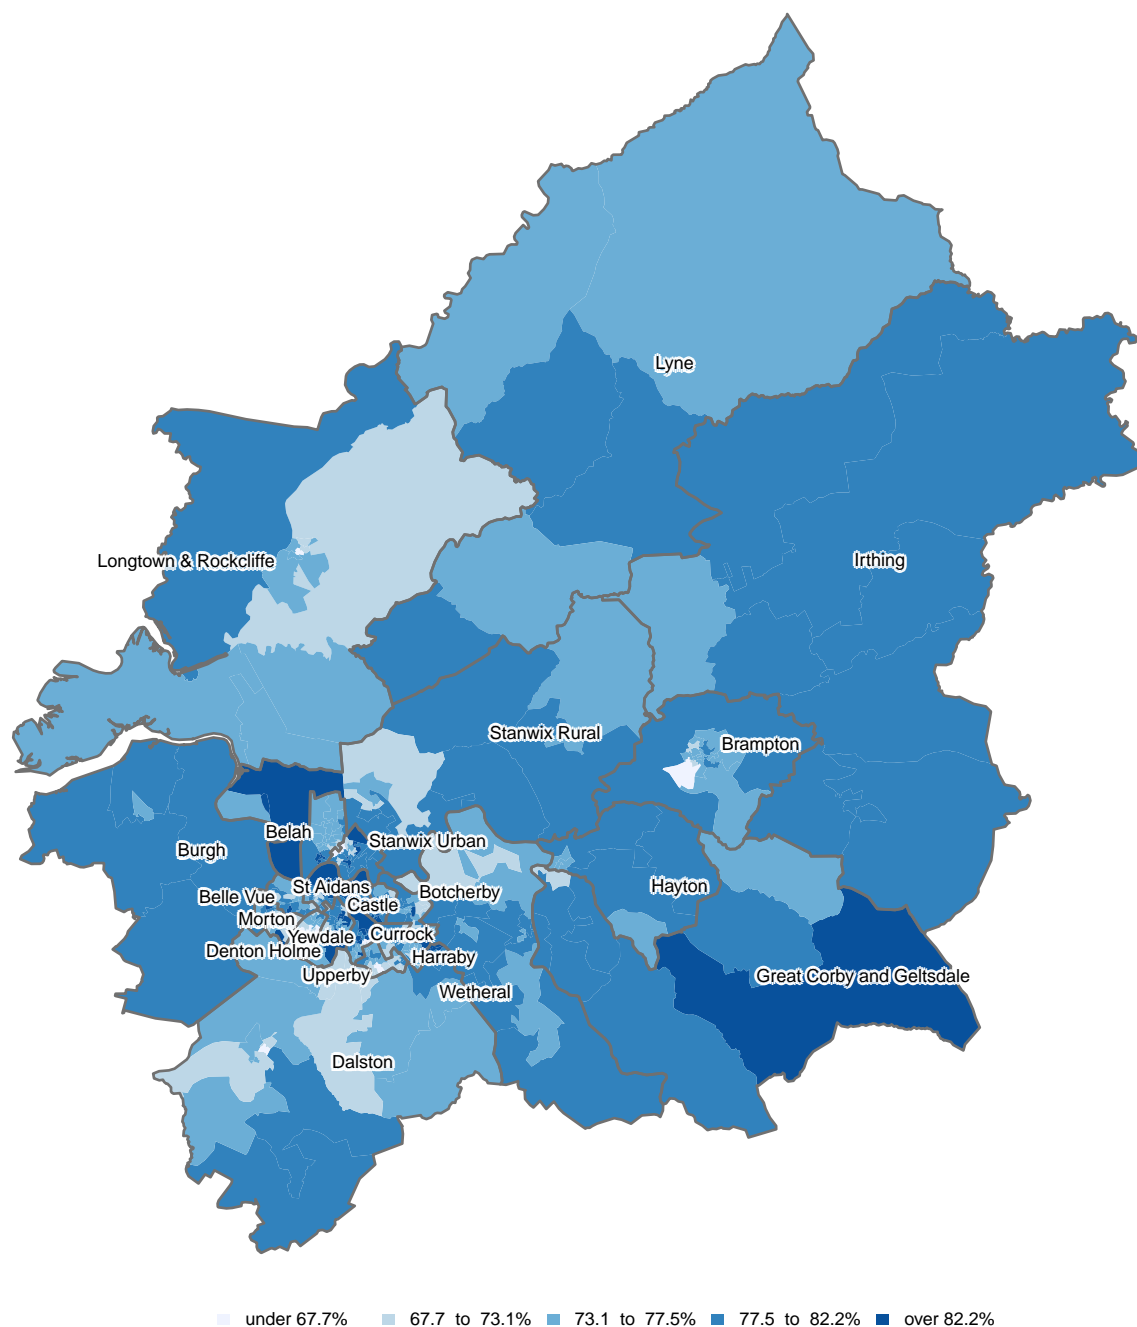 Lyne
Longtown & Rockcliffe
Irthing
Stanwix Rural
Brampton
Belah
Stanwix Urban
Burgh
St Aidans
Hayton
Botcherby
Belle Vue
Castle
Morton
Yewdale
Currock
Denton Holme
Harraby
Upperby
Great Corby and Geltsdale
Wetheral
Dalston
under 67.7% 67.7 to 73.1% 73.1 to 77.5% 77.5 to 82.2% over 82.2%